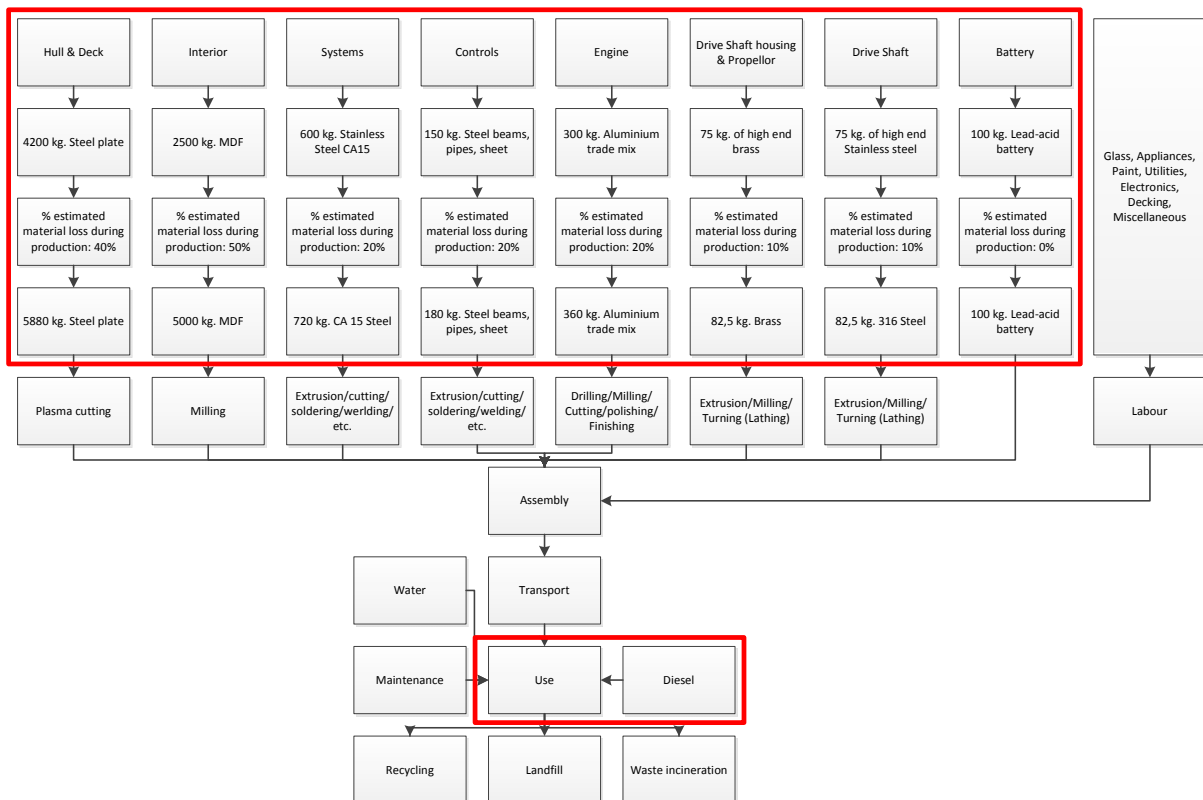 Hull & Deck
Interior
Systems
Controls
Engine
Drive Shaft housing
& Propellor
Drive Shaft
Battery
4200 kg. Steel plate
2500 kg. MDF
600 kg. Stainless
Steel CA15
150 kg. Steel beams,
pipes, sheet
300 kg. Aluminium
trade mix
75 kg. of high end
brass
75 kg. of high end
Stainless steel
100 kg. Lead-acid
battery
Glass, Appliances,
Paint, Utilities,
Electronics,
Decking,
Miscellaneous
% estimated
material loss during
production: 40%
% estimated
material loss during
production: 50%
% estimated
material loss during
production: 20%
% estimated
material loss during
production: 20%
% estimated
material loss during
production: 20%
% estimated
material loss during
production: 10%
% estimated
material loss during
production: 10%
% estimated
material loss during
production: 0%
5880 kg. Steel plate
5000 kg. MDF
720 kg. CA 15 Steel
180 kg. Steel beams,
pipes, sheet
360 kg. Aluminium
trade mix
82,5 kg. Brass
82,5 kg. 316 Steel
100 kg. Lead-acid
battery
Plasma cutting
Milling
Extrusion/cutting/
soldering/werlding/
etc.
Extrusion/cutting/
soldering/welding/
etc.
Drilling/Milling/
Cutting/polishing/
Finishing
Extrusion/Milling/
Turning (Lathing)
Extrusion/Milling/
Turning (Lathing)
Labour
Assembly
Water
Transport
Maintenance
Use
Diesel
Recycling
Landfill
Waste incineration